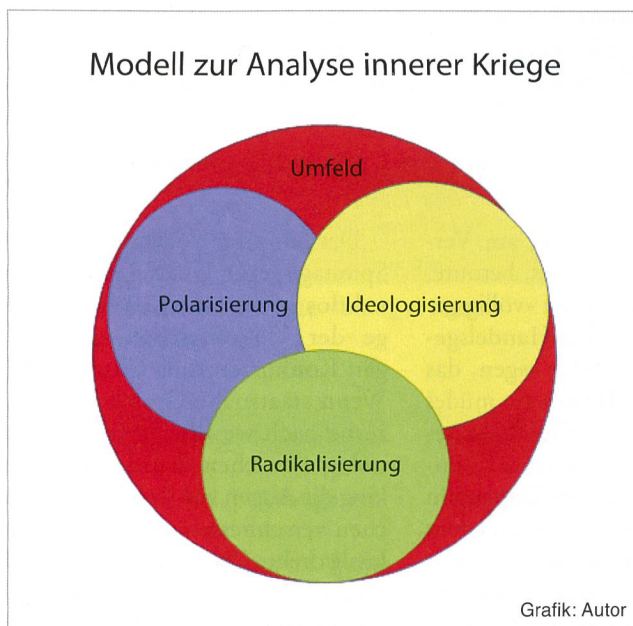 Modell zur Analyse innerer Kriege
Umfeld
Polarisierung
Ideologisierung
Radikalisierung
Grafik: Autor